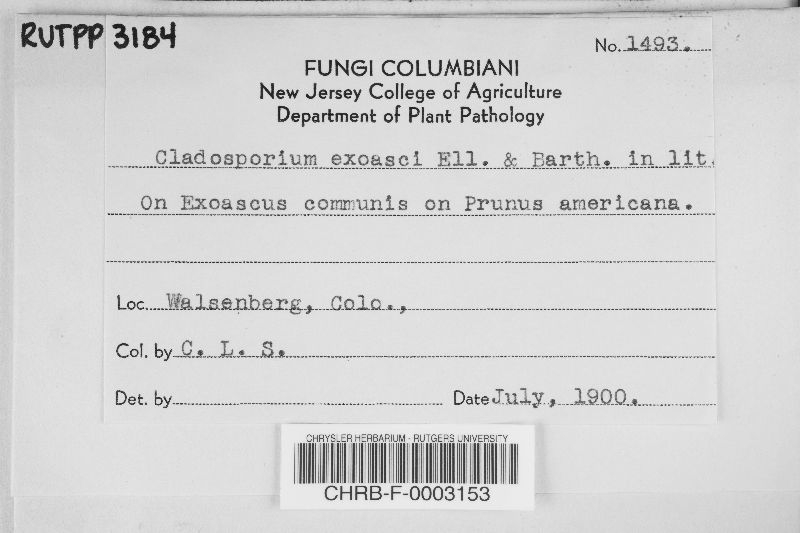 RUTPP 3184
No. 1493.
FUNGI COLUMBIANI
New Jersey College of Agriculture
Department of Plant Pathology
Cladosporium exoasci Ell. & Barth. in lit.
On Exoascus communis on Prunus americana.
Loc. Walsenberg, Colo.,
Col. by C. L. S.
Det. by
Date July, 1900.
CHRYSLER HERBARIUM - RUTGERS UNIVERSITY
CHRB-F-0003153